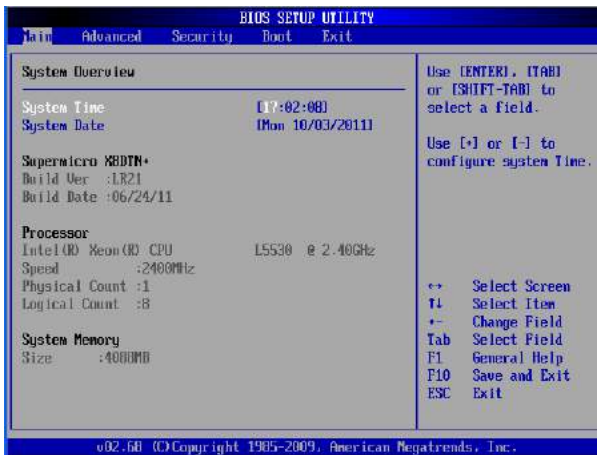 BIOS SETUP UTILITY
Main Advanced Security Boot Exit
System Overview
System Time [17:02:08]
System Date [Mon 10/03/2011]
Supermicro X8DTN+
Build Ver :LR21
Build Date :06/24/11
Processor
Intel(R) Xeon(R) CPU L5530 @ 2.40GHz
Speed :2400MHz
Physical Count :1
Logical Count :8
System Memory
Size :4088MB
Use [ENTER], [TAB]
or [SHIFT-TAB] to
select a field.
Use [+] or [-] to
configure system Time.
↔ Select Screen
↑↓ Select Item
+- Change Field
Tab Select Field
F1 General Help
F10 Save and Exit
ESC Exit
v02.68 (C)Copyright 1985-2009, American Megatrends, Inc.